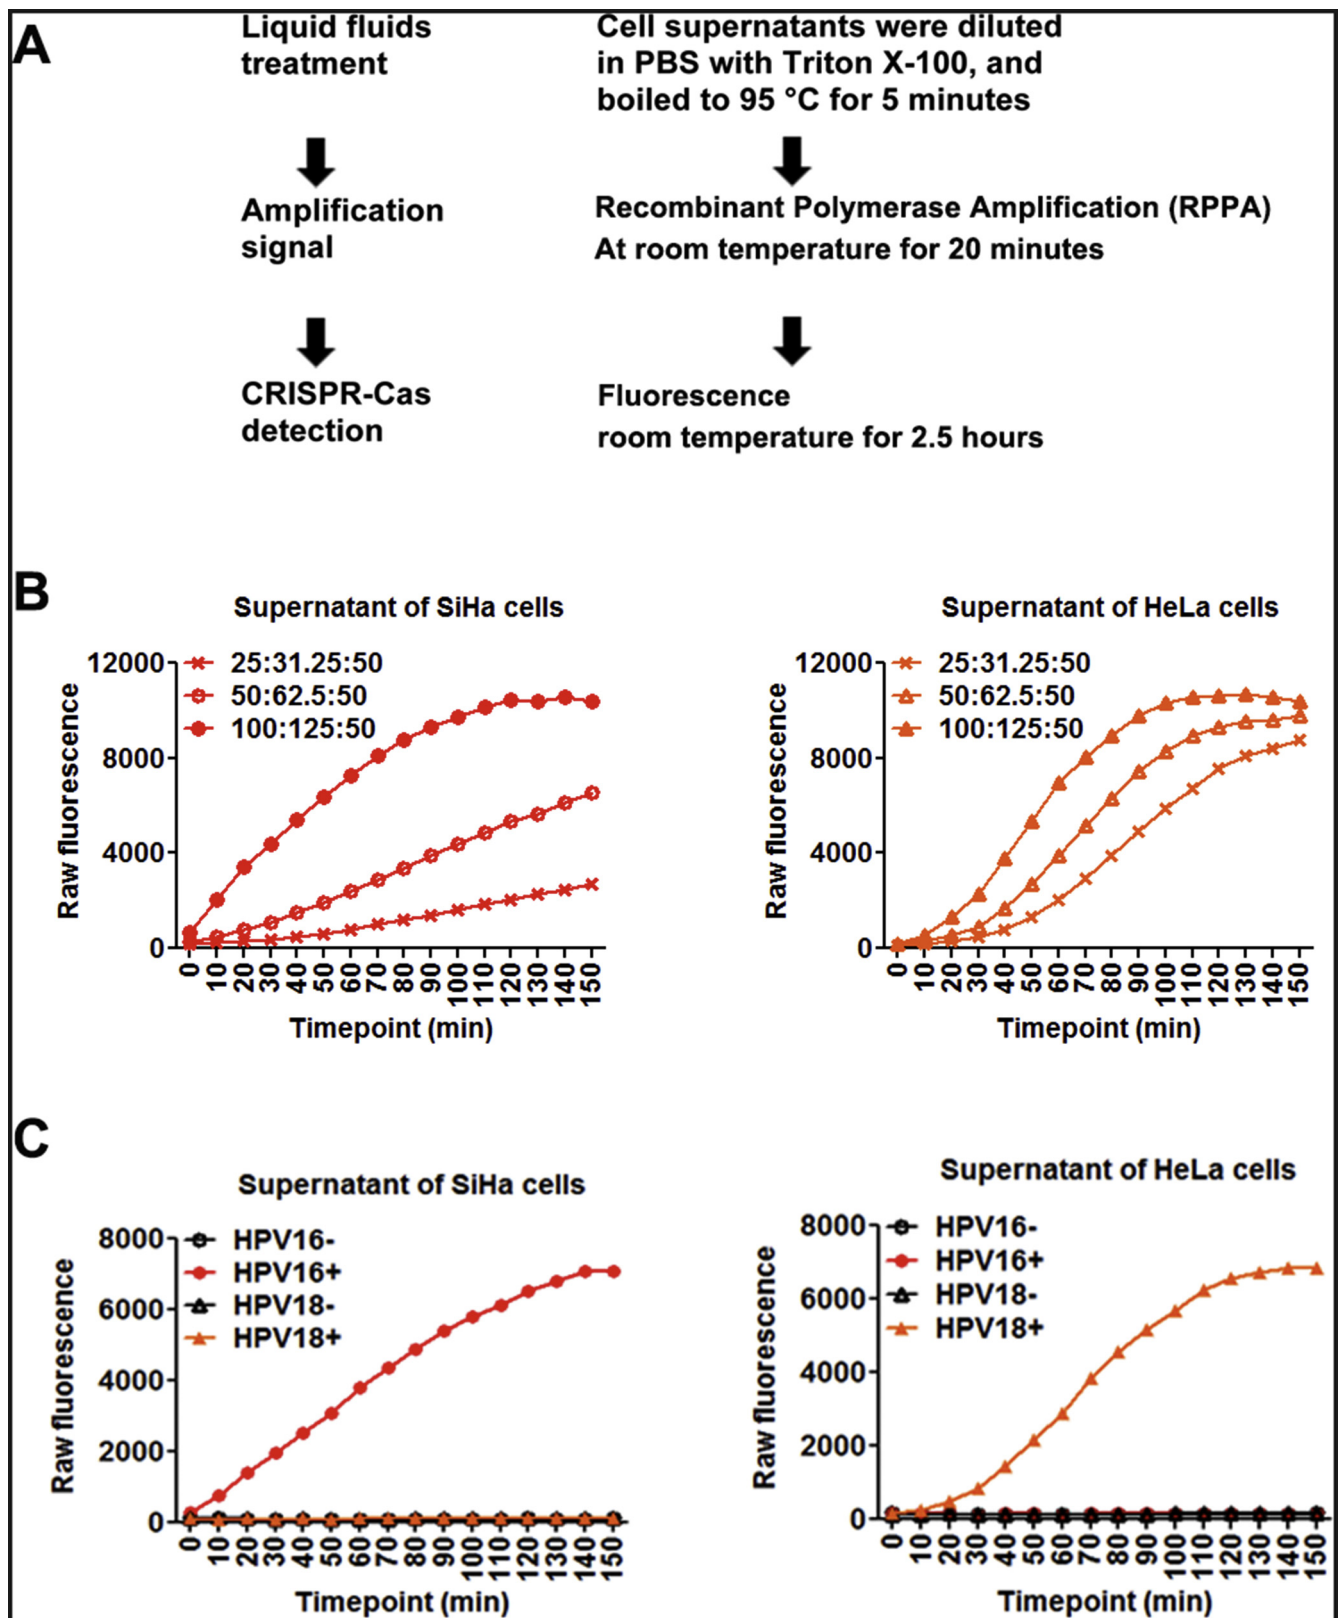 A
Liquid fluids
treatment
Cell supernatants were diluted
in PBS with Triton X-100, and
boiled to 95 °C for 5 minutes
Amplification
signal
Recombinant Polymerase Amplification (RPPA)
At room temperature for 20 minutes
CRISPR-Cas
detection
Fluorescence
room temperature for 2.5 hours
B
Supernatant of SiHa cells
25:31.25:50
50:62.5:50
100:125:50
Raw fluorescence
12000
8000
4000
0
0 10 20 30 40 50 60 70 80 90 100 110 120 130 140 150
Timepoint (min)
Supernatant of HeLa cells
25:31.25:50
50:62.5:50
100:125:50
Raw fluorescence
12000
8000
4000
0
0 10 20 30 40 50 60 70 80 90 100 110 120 130 140 150
Timepoint (min)
C
Supernatant of SiHa cells
HPV16-
HPV16+
HPV18-
HPV18+
Raw fluorescence
8000
6000
4000
2000
0
0 10 20 30 40 50 60 70 80 90 100 110 120 130 140 150
Timepoint (min)
Supernatant of HeLa cells
HPV16-
HPV16+
HPV18-
HPV18+
Raw fluorescence
8000
6000
4000
2000
0
0 10 20 30 40 50 60 70 80 90 100 110 120 130 140 150
Timepoint (min)